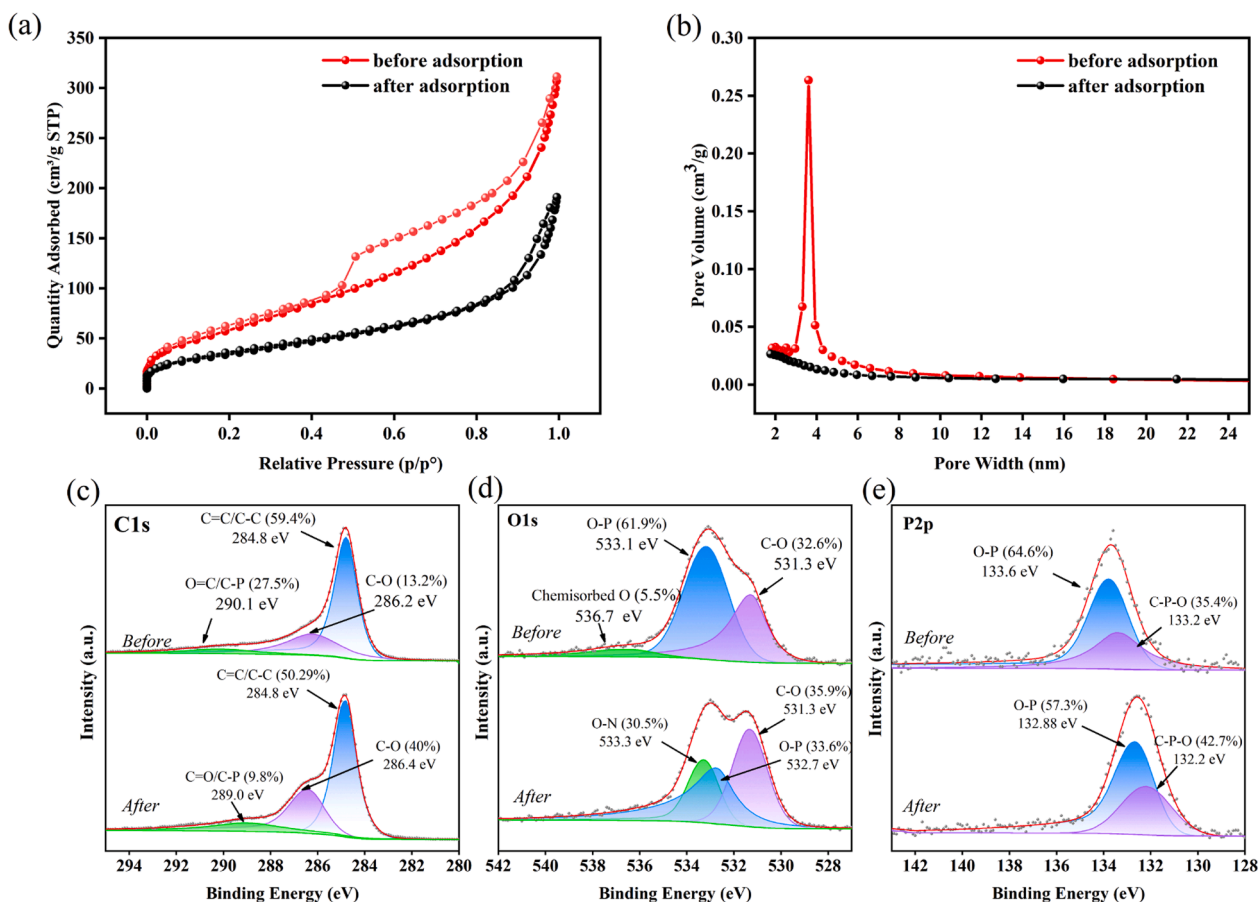 (a)
350
300
250
200
150
100
50
0
Quantity Adsorbed (cm³/g STP)
before adsorption
after adsorption
0.0 0.2 0.4 0.6 0.8 1.0
Relative Pressure (p/p°)
(b)
0.30
0.25
0.20
0.15
0.10
0.05
0.00
Pore Volume (cm³/g)
before adsorption
after adsorption
2 4 6 8 10 12 14 16 18 20 22 24
Pore Width (nm)
(c)
C1s
C=C/C-C (59.4%)
284.8 eV
O=C/C-P (27.5%)
290.1 eV
C-O (13.2%)
286.2 eV
Before
C=C/C-C (50.29%)
284.8 eV
C-O (40%)
286.4 eV
C=O/C-P (9.8%)
289.0 eV
After
Intensity (a.u.)
295 292 290 288 286 284 282 280
Binding Energy (eV)
(d)
O1s
O-P (61.9%)
533.1 eV
C-O (32.6%)
531.3 eV
Chemisorbed O (5.5%)
536.7 eV
Before
C-O (35.9%)
531.3 eV
O-N (30.5%)
533.3 eV
O-P (33.6%)
532.7 eV
After
Intensity (a.u.)
542 538 536 533 531 527
Binding Energy (eV)
(e)
P2p
O-P (64.6%)
133.6 eV
C-P-O (35.4%)
133.2 eV
Before
O-P (57.3%)
132.88 eV
C-P-O (42.7%)
132.2 eV
After
Intensity (a.u.)
142 140 138 136 134 132 130 128
Binding Energy (eV)